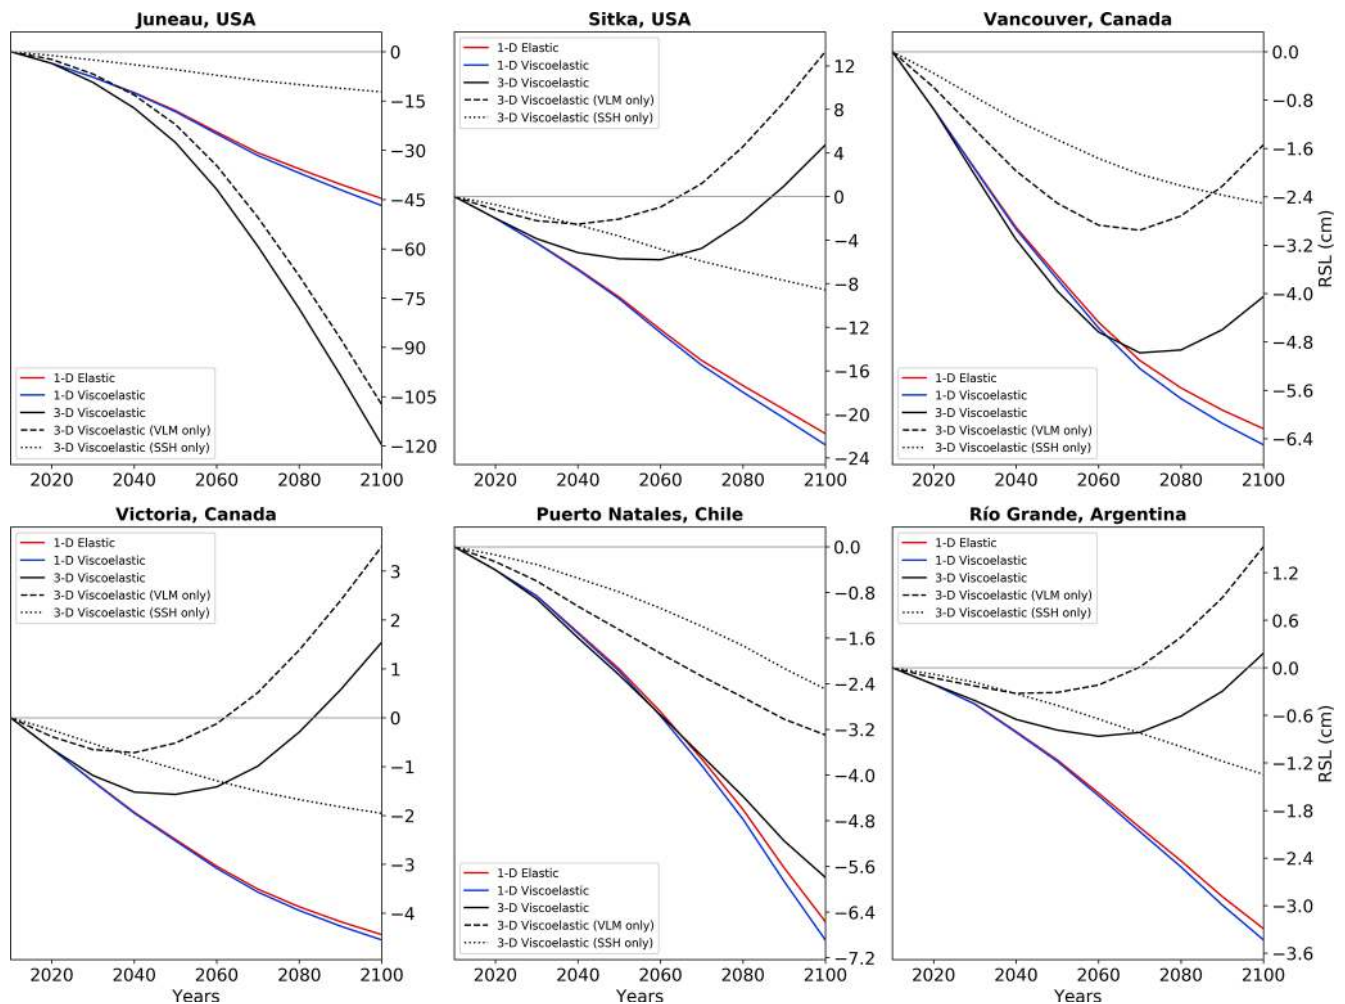 Juneau, USA
0
−15
−30
−45
−60
−75
−90
−105
−120
1-D Elastic
1-D Viscoelastic
3-D Viscoelastic
3-D Viscoelastic (VLM only)
3-D Viscoelastic (SSH only)
2020 2040 2060 2080 2100
Sitka, USA
1-D Elastic
1-D Viscoelastic
3-D Viscoelastic
3-D Viscoelastic (VLM only)
3-D Viscoelastic (SSH only)
12
8
4
0
−4
−8
−12
−16
−20
−24
2020 2040 2060 2080 2100
Vancouver, Canada
0.0
−0.8
−1.6
−2.4
−3.2
−4.0
−4.8
−5.6
−6.4
RSL (cm)
1-D Elastic
1-D Viscoelastic
3-D Viscoelastic
3-D Viscoelastic (VLM only)
3-D Viscoelastic (SSH only)
2020 2040 2060 2080 2100
Victoria, Canada
1-D Elastic
1-D Viscoelastic
3-D Viscoelastic
3-D Viscoelastic (VLM only)
3-D Viscoelastic (SSH only)
3
2
1
0
−1
−2
−3
−4
2020 2040 2060 2080 2100
Years
Puerto Natales, Chile
0.0
−0.8
−1.6
−2.4
−3.2
−4.0
−4.8
−5.6
−6.4
−7.2
1-D Elastic
1-D Viscoelastic
3-D Viscoelastic
3-D Viscoelastic (VLM only)
3-D Viscoelastic (SSH only)
2020 2040 2060 2080 2100
Years
Río Grande, Argentina
1-D Elastic
1-D Viscoelastic
3-D Viscoelastic
3-D Viscoelastic (VLM only)
3-D Viscoelastic (SSH only)
1.2
0.6
0.0
−0.6
−1.2
−1.8
−2.4
−3.0
−3.6
RSL (cm)
2020 2040 2060 2080 2100
Years